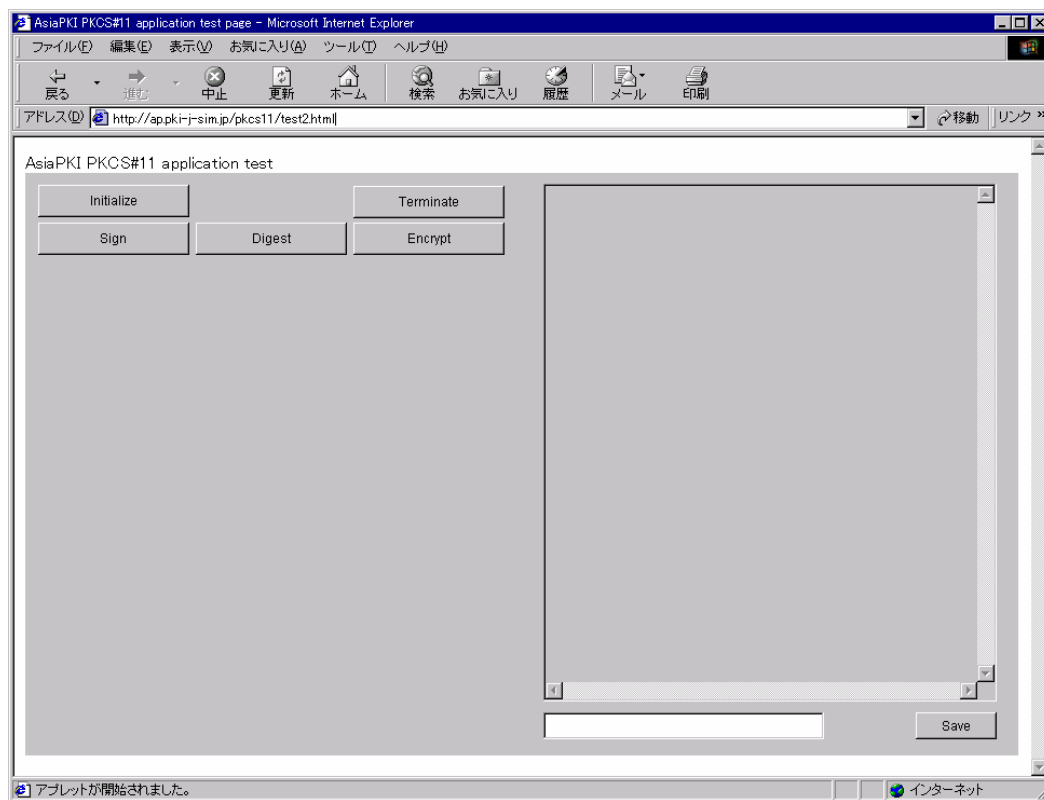 AsiaPKI PKCS#11 application test page - Microsoft Internet Explorer
ファイル(F) 編集(E) 表示(V) お気に入り(A) ツール(T) ヘルプ(H)
戻る 進む 中止 更新 ホーム 検索 お気に入り 履歴 メール 印刷
アドレス(D) http://ap.pki-j-sim.jp/pkcs11/test2.html 移動 リンク »
AsiaPKI PKCS#11 application test
Initialize Terminate
Sign Digest Encrypt
Save
アプレットが開始されました。 インターネット